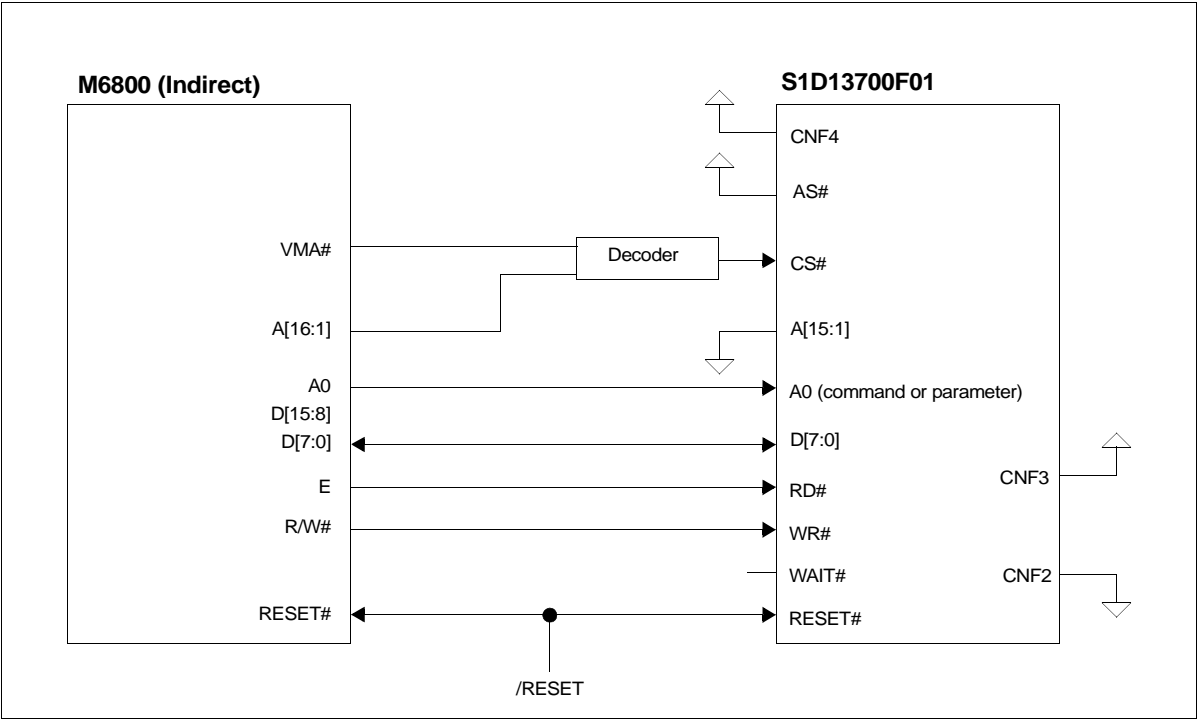 M6800 (Indirect)
VMA#
A[16:1]
A0
D[15:8]
D[7:0]
E
R/W#
RESET#
Decoder
/RESET
S1D13700F01
CNF4
AS#
CS#
A[15:1]
A0 (command or parameter)
D[7:0]
RD#
WR#
WAIT#
RESET#
CNF3
CNF2